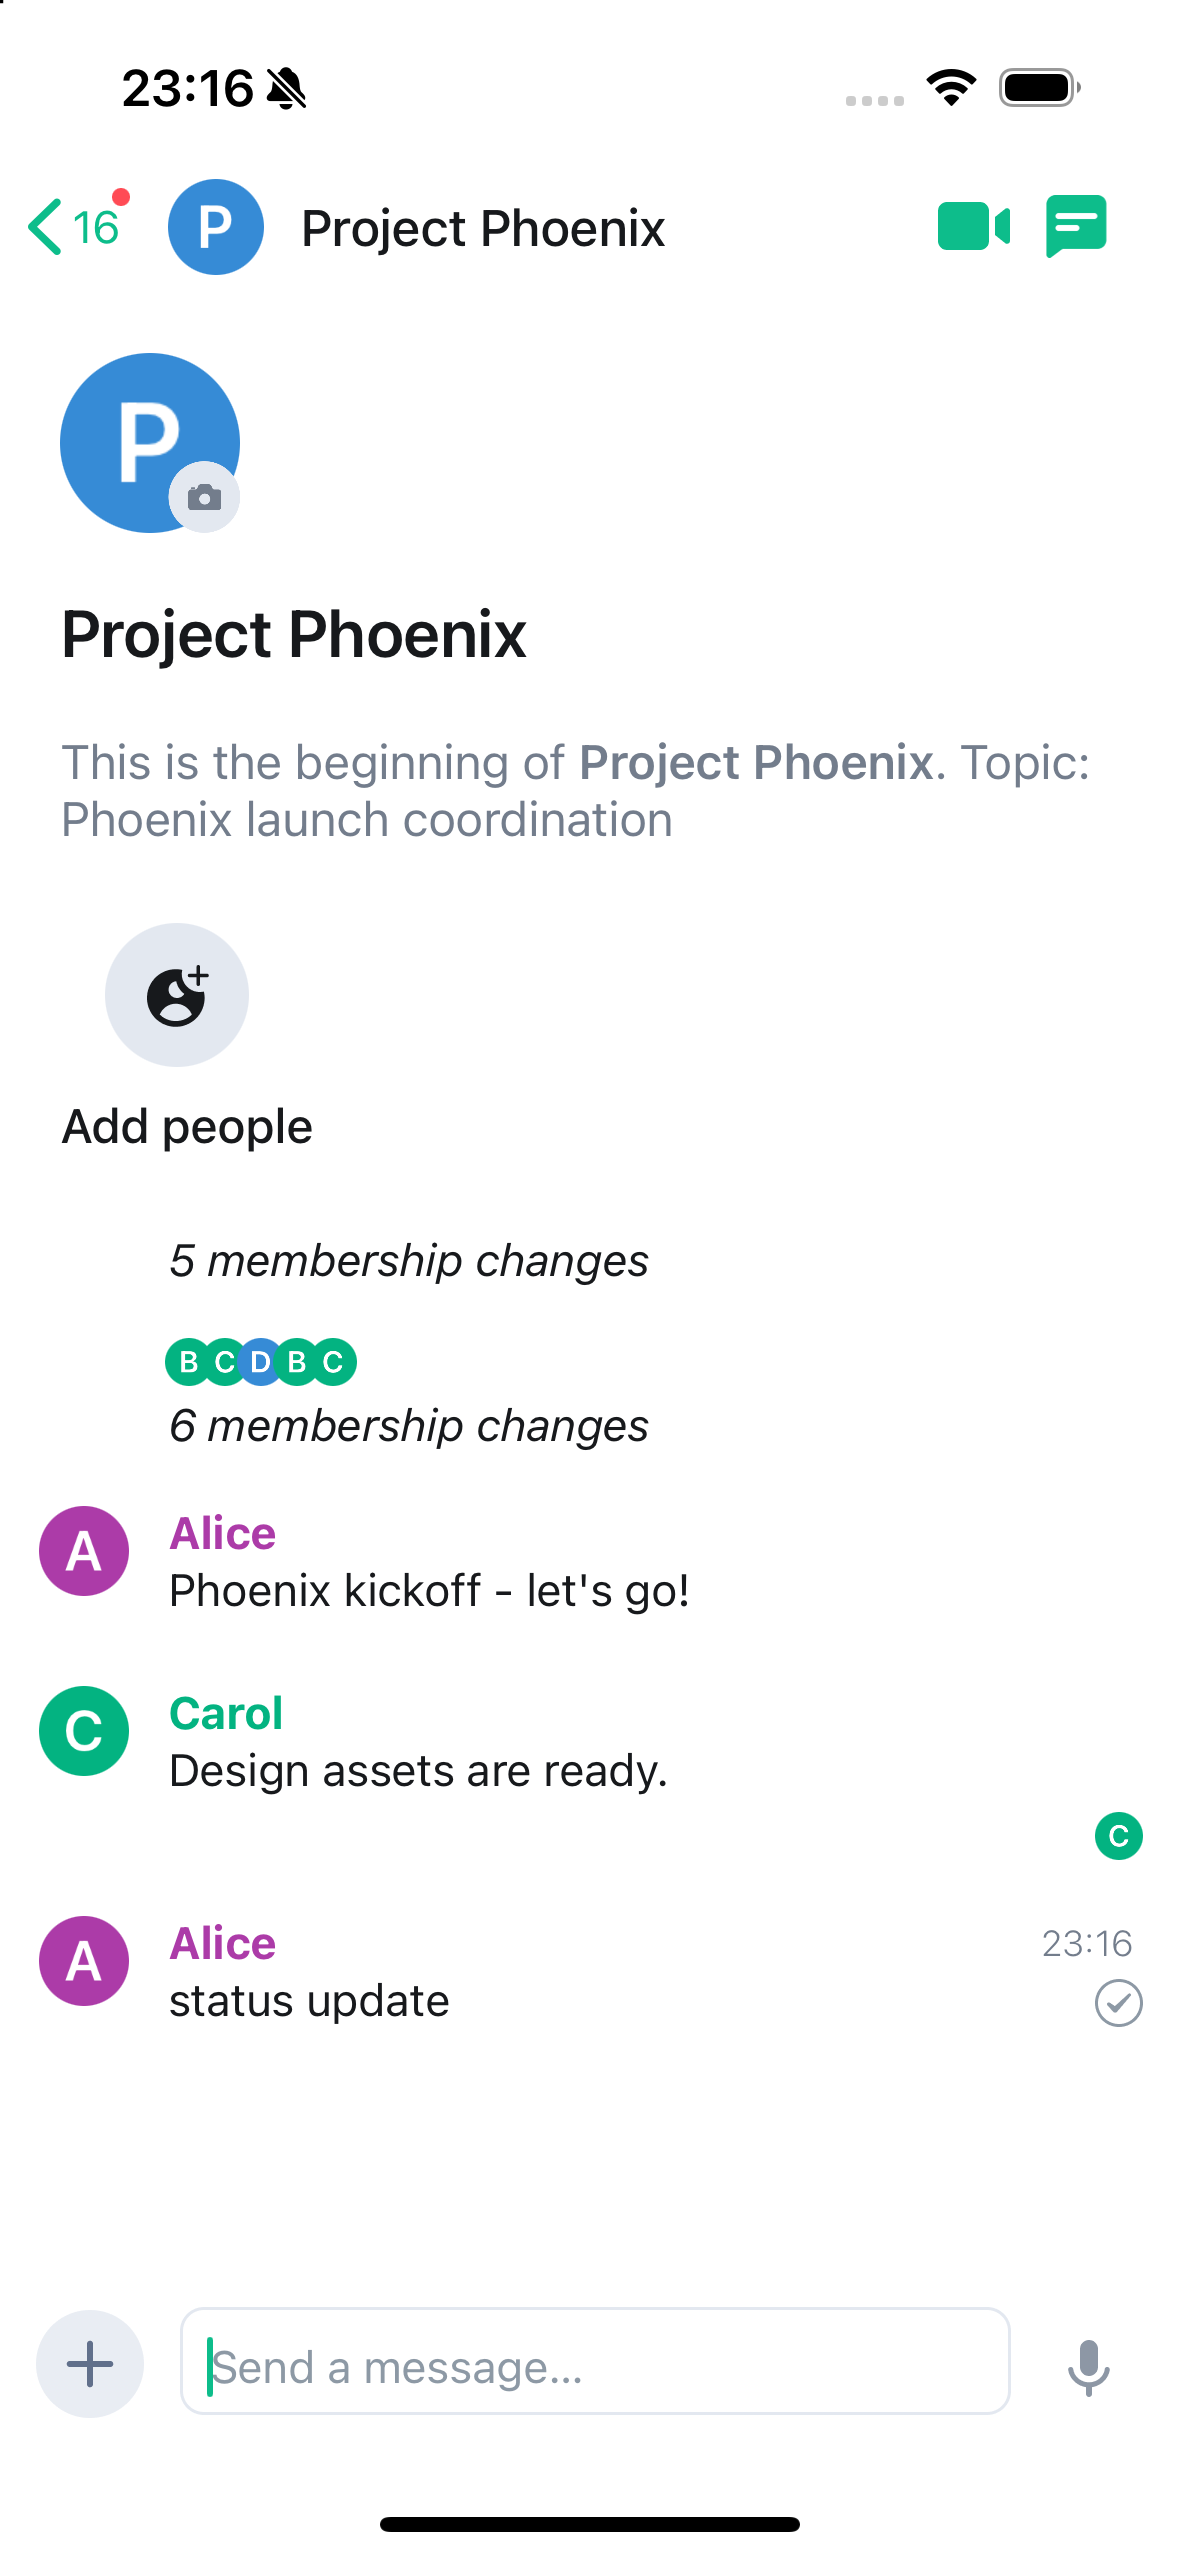 23:16
16
P
Project Phoenix
P
Project Phoenix
This is the beginning of Project Phoenix. Topic:
Phoenix launch coordination
Add people
5 membership changes
B C D B C
6 membership changes
A
Alice
Phoenix kickoff - let's go!
C
Carol
Design assets are ready.
C
A
Alice
23:16
status update
Send a message...